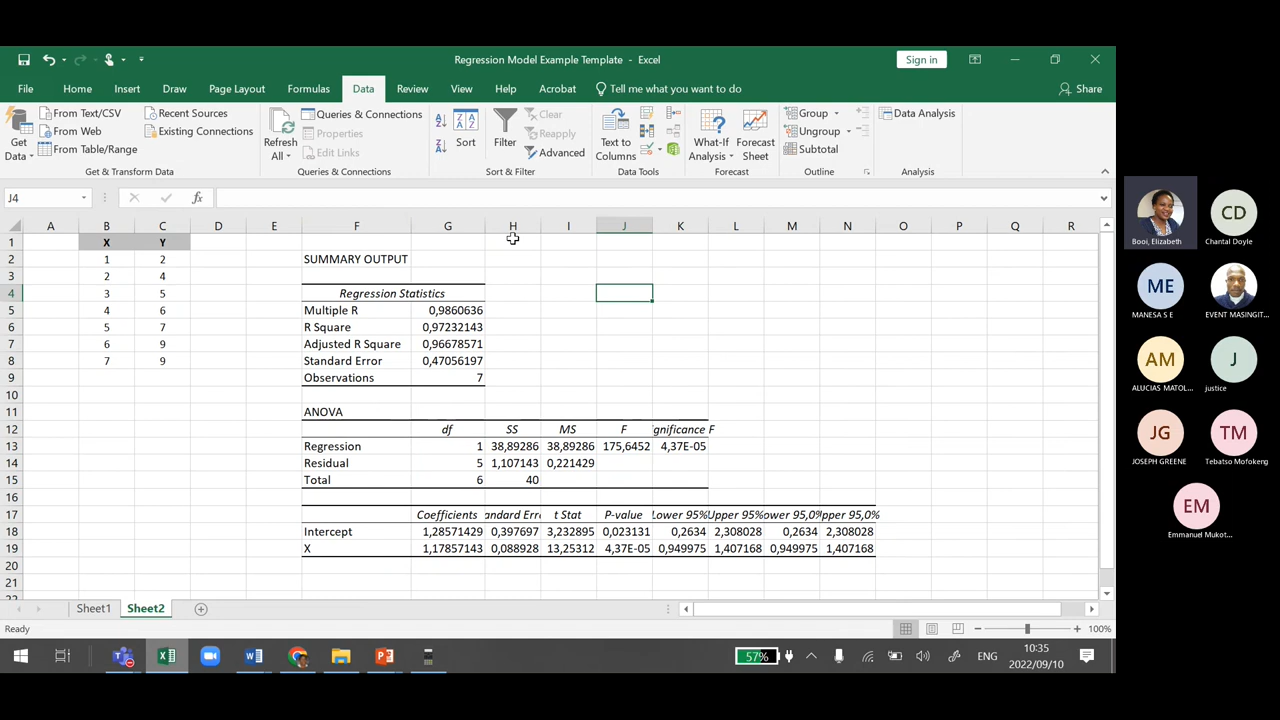 Regression Model Example Template - Excel
Sign in
File Home Insert Draw Page Layout Formulas Data Review View Help Acrobat Tell me what you want to do Share
Get Data
From Text/CSV
From Web
From Table/Range
Recent Sources
Existing Connections
Get & Transform Data
Refresh All
Queries & Connections
Properties
Edit Links
Queries & Connections
Sort
Filter
Clear
Reapply
Advanced
Sort & Filter
Text to Columns
Data Tools
What-If Analysis
Forecast Sheet
Forecast
Group
Ungroup
Subtotal
Outline
Data Analysis
Analysis
J4
fx
A B C D E F G H I J K L M N O P Q R
1 X Y
2 1 2 SUMMARY OUTPUT
3 2 4
4 3 5 Regression Statistics
5 4 6 Multiple R 0,9860636
6 5 7 R Square 0,97232143
7 6 9 Adjusted R Square 0,96678571
8 7 9 Standard Error 0,47056197
9 Observations 7
10
11 ANOVA
12 df SS MS F gnificance F
13 Regression 1 38,89286 38,89286 175,6452 4,37E-05
14 Residual 5 1,107143 0,221429
15 Total 6 40
16
17 Coefficients andard Erro t Stat P-value Lower 95% Upper 95% ower 95,0% pper 95,0%
18 Intercept 1,28571429 0,397697 3,232895 0,023131 0,2634 2,308028 0,2634 2,308028
19 X 1,17857143 0,088928 13,25312 4,37E-05 0,949975 1,407168 0,949975 1,407168
20
21
22
Sheet1 Sheet2
Ready
100%
57%
ENG
10:35
2022/09/10
Booi, Elizabeth
CD
Chantal Doyle
ME
MANESA S E
EVENT MASINGIT...
AM
ALUCIAS MATOL...
J
justice
JG
JOSEPH GREENE
TM
Tebatso Mofokeng
EM
Emmanuel Mukot...